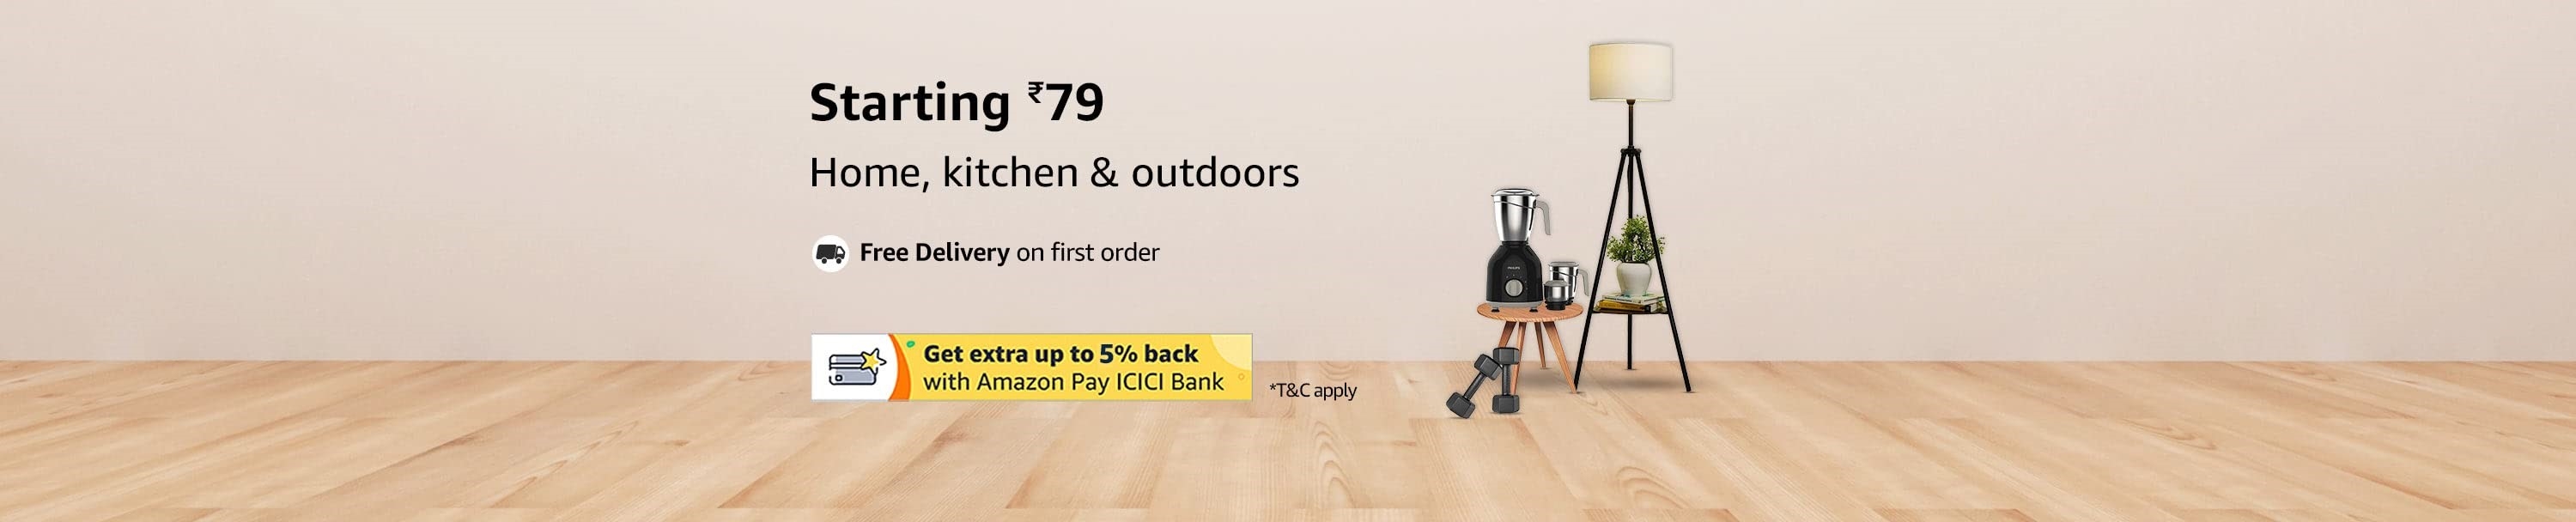 Starting ₹79
Home, kitchen & outdoors
Free Delivery on first order
Get extra up to 5% back
with Amazon Pay ICICI Bank
*T&C apply
PHILIPS